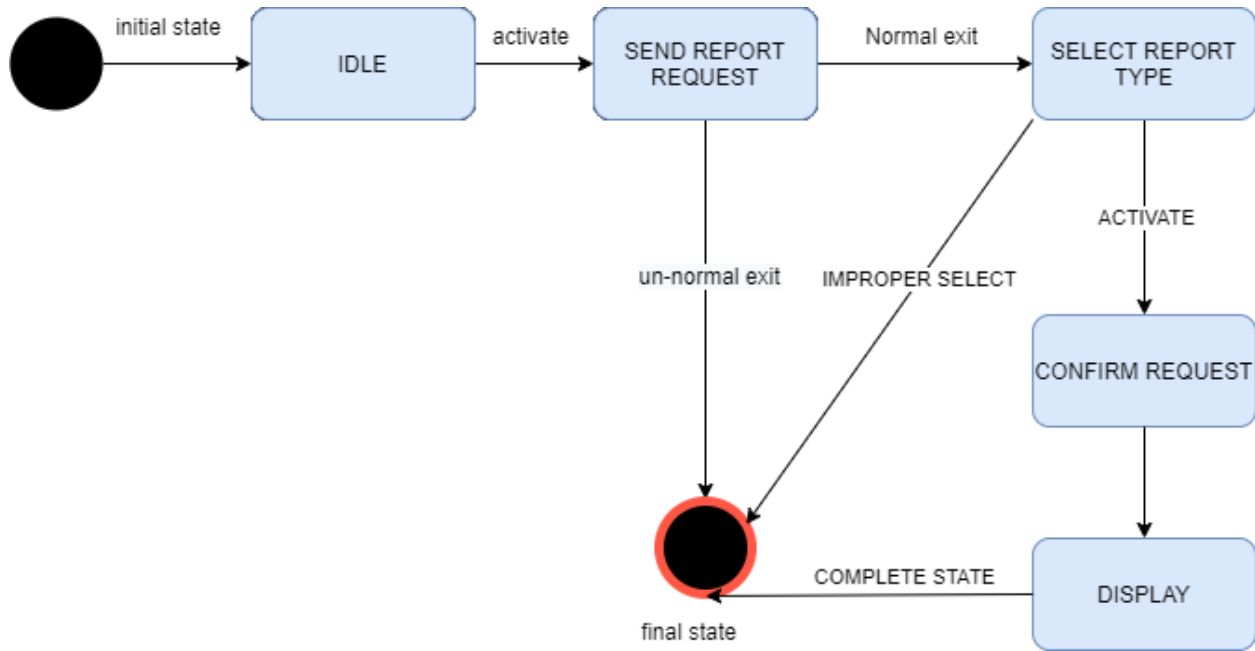 initial state
IDLE
activate
SEND REPORT
REQUEST
Normal exit
SELECT REPORT
TYPE
ACTIVATE
un-normal exit
IMPROPER SELECT
CONFIRM REQUEST
COMPLETE STATE
DISPLAY
final state